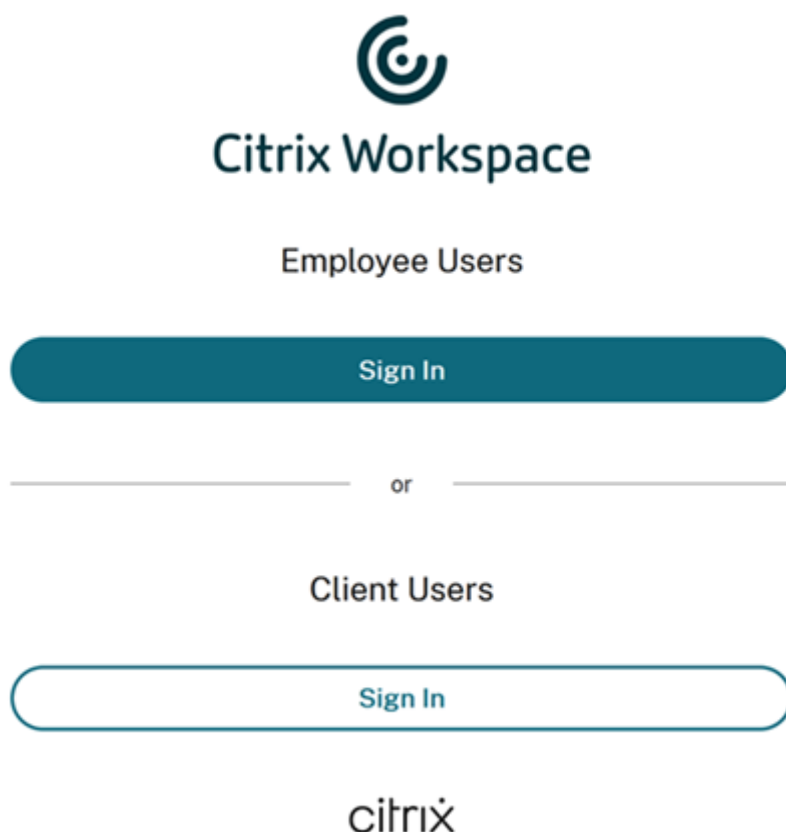 Citrix Workspace
Employee Users
Sign In
or
Client Users
Sign In
citrix